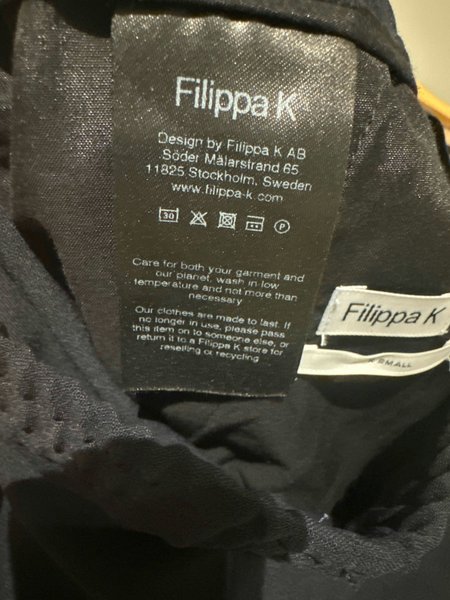 Filippa K
Design by Filippa K AB
Söder Mälarstrand 65
11825 Stockholm, Sweden
www.filippa-k.com
30
P
Care for both your garment and
our planet, wash in low
temperature and not more than
necessary
Our clothes are made to last. If
no longer in use, please pass
this item on to someone else, or
return it to a Filippa K store for
reselling or recycling
Filippa K
SMALL